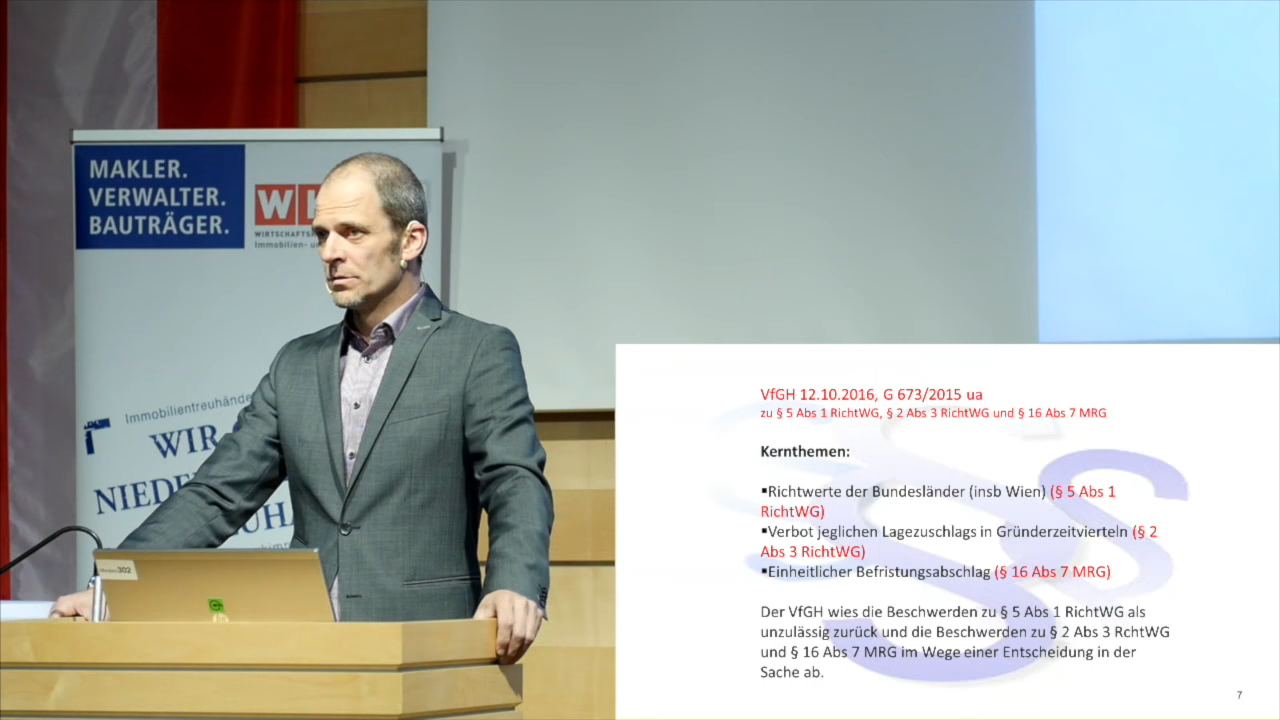 MAKLER.
VERWALTER.
BAUTRÄGER.
WIRTSCHAFTS
Immobilien-
Immobilientreuhände
WIR
NIEDE
VfGH 12.10.2016, G 673/2015 ua
zu § 5 Abs 1 RichtWG, § 2 Abs 3 RichtWG und § 16 Abs 7 MRG
Kernthemen:
▪Richtwerte der Bundesländer (insb Wien) (§ 5 Abs 1
RichtWG)
▪Verbot jeglichen Lagezuschlags in Gründerzeitvierteln (§ 2
Abs 3 RichtWG)
▪Einheitlicher Befristungsabschlag (§ 16 Abs 7 MRG)
Der VfGH wies die Beschwerden zu § 5 Abs 1 RichtWG als
unzulässig zurück und die Beschwerden zu § 2 Abs 3 RchtWG
und § 16 Abs 7 MRG im Wege einer Entscheidung in der
Sache ab.
7
302